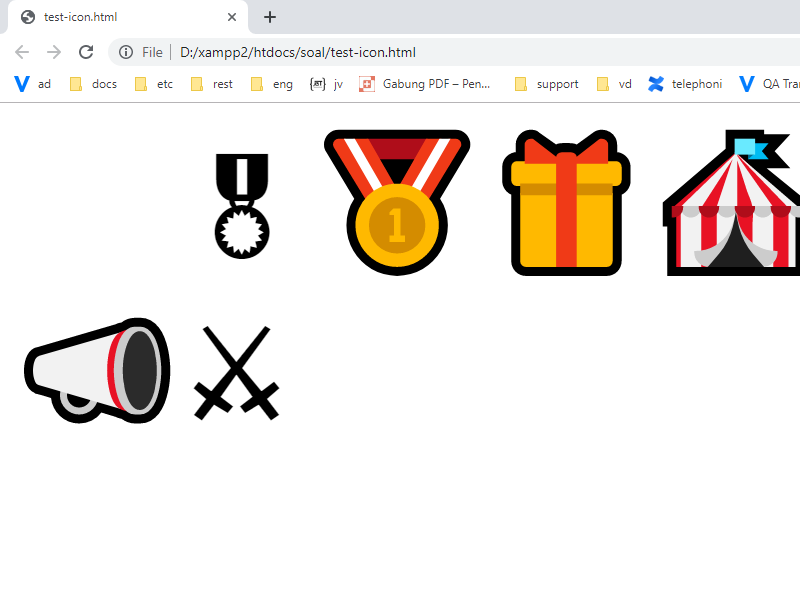 test-icon.html
File D:/xampp2/htdocs/soal/test-icon.html
ad docs etc rest eng jv Gabung PDF – Pen... support vd telephoni QA Tra
1